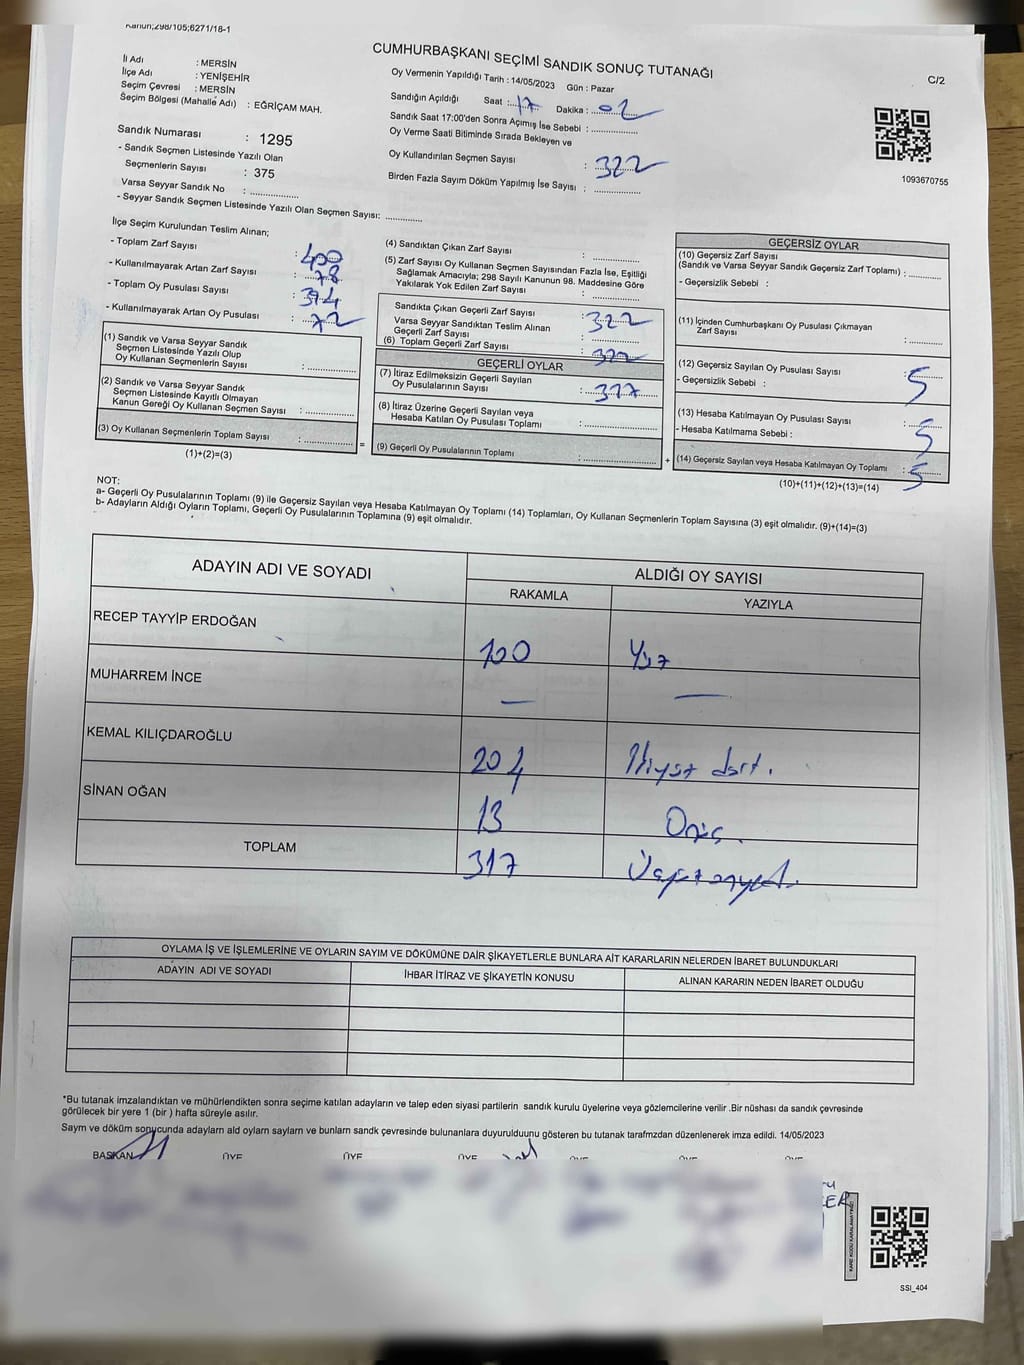 Kanun;298/105;6271/18-1
CUMHURBAŞKANI SEÇİMİ SANDIK SONUÇ TUTANAĞI
C/2
İl Adı : MERSİN
İlçe Adı : YENİŞEHİR
Seçim Çevresi : MERSİN
Seçim Bölgesi (Mahalle Adı) : EĞRİÇAM MAH.
Sandık Numarası : 1295
- Sandık Seçmen Listesinde Yazılı Olan
Seçmenlerin Sayısı : 375
Varsa Seyyar Sandık No : ..............
- Seyyar Sandık Seçmen Listesinde Yazılı Olan Seçmen Sayısı: ..............
Oy Vermenin Yapıldığı Tarih : 14/05/2023 Gün : Pazar
Sandığın Açıldığı Saat : 17 Dakika : 02
Sandık Saat 17:00'den Sonra Açımış İse Sebebi : ..............
Oy Verme Saati Bitiminde Sırada Bekleyen ve
Oy Kullandırılan Seçmen Sayısı : 322
Birden Fazla Sayım Döküm Yapılmış İse Sayısı : ..............
1093670755
İlçe Seçim Kurulundan Teslim Alınan;
- Toplam Zarf Sayısı : 400
- Kullanılmayarak Artan Zarf Sayısı : 78
- Toplam Oy Pusulası Sayısı : 394
- Kullanılmayarak Artan Oy Pusulası : 72
(1) Sandık ve Varsa Seyyar Sandık
Seçmen Listesinde Yazılı Olup
Oy Kullanan Seçmenlerin Sayısı : ..............
(2) Sandık ve Varsa Seyyar Sandık
Seçmen Listesinde Kayıtlı Olmayan
Kanun Gereği Oy Kullanan Seçmen Sayısı : ..............
(3) Oy Kullanan Seçmenlerin Toplam Sayısı : .............. =
(1)+(2)=(3)
(4) Sandıktan Çıkan Zarf Sayısı : ..............
(5) Zarf Sayısı Oy Kullanan Seçmen Sayısından Fazla İse, Eşitliği
Sağlamak Amacıyla; 298 Sayılı Kanunun 98. Maddesine Göre
Yakılarak Yok Edilen Zarf Sayısı : ..............
Sandıkta Çıkan Geçerli Zarf Sayısı : 322
Varsa Seyyar Sandıktan Teslim Alınan
Geçerli Zarf Sayısı : ..............
(6) Toplam Geçerli Zarf Sayısı : 322
GEÇERLİ OYLAR
(7) İtiraz Edilmeksizin Geçerli Sayılan
Oy Pusulalarının Sayısı : 317
(8) İtiraz Üzerine Geçerli Sayılan veya
Hesaba Katılan Oy Pusulası Toplamı : ..............
(9) Geçerli Oy Pusulalarının Toplamı : .............. +
GEÇERSİZ OYLAR
(10) Geçersiz Zarf Sayısı
(Sandık ve Varsa Seyyar Sandık Geçersiz Zarf Toplamı) : ..............
- Geçersizlik Sebebi :
(11) İçinden Cumhurbaşkanı Oy Pusulası Çıkmayan
Zarf Sayısı : ..............
(12) Geçersiz Sayılan Oy Pusulası Sayısı : 5
- Geçersizlik Sebebi :
(13) Hesaba Katılmayan Oy Pusulası Sayısı : 5
- Hesaba Katılmama Sebebi :
(14) Geçersiz Sayılan veya Hesaba Katılmayan Oy Toplamı : 5
(10)+(11)+(12)+(13)=(14)
NOT:
a- Geçerli Oy Pusulalarının Toplamı (9) ile Geçersiz Sayılan veya Hesaba Katılmayan Oy Toplamı (14) Toplamları, Oy Kullanan Seçmenlerin Toplam Sayısına (3) eşit olmalıdır. (9)+(14)=(3)
b- Adayların Aldığı Oyların Toplamı, Geçerli Oy Pusulalarının Toplamına (9) eşit olmalıdır.
ADAYIN ADI VE SOYADI
ALDIĞI OY SAYISI
RAKAMLA YAZIYLA
RECEP TAYYİP ERDOĞAN 100 Yüz
MUHARREM İNCE — —
KEMAL KILIÇDAROĞLU 204 İkiyüz dört.
SİNAN OĞAN 13 Onüç.
TOPLAM 317 Üçyüzonyedi.
OYLAMA İŞ VE İŞLEMLERİNE VE OYLARIN SAYIM VE DÖKÜMÜNE DAİR ŞİKAYETLERLE BUNLARA AİT KARARLARIN NELERDEN İBARET BULUNDUKLARI
ADAYIN ADI VE SOYADI İHBAR İTİRAZ VE ŞİKAYETİN KONUSU ALINAN KARARIN NEDEN İBARET OLDUĞU
*Bu tutanak imzalandıktan ve mühürlendikten sonra seçime katılan adayların ve talep eden siyasi partilerin sandık kurulu üyelerine veya gözlemcilerine verilir .Bir nüshası da sandık çevresinde
görülecek bir yere 1 (bir ) hafta süreyle asılır.
Sayım ve döküm sonucunda adayların ald oyların sayların ve bunların sandk çevresinde bulunanlara duyurulduunu gösteren bu tutanak tarafmzdan düzenlenerek imza edildi. 14/05/2023
BAŞKAN ÜYE ÜYE ÜYE ÜYE ÜYE ÜYE
KARE KODU KARALAMAYINIZ
SSI_404